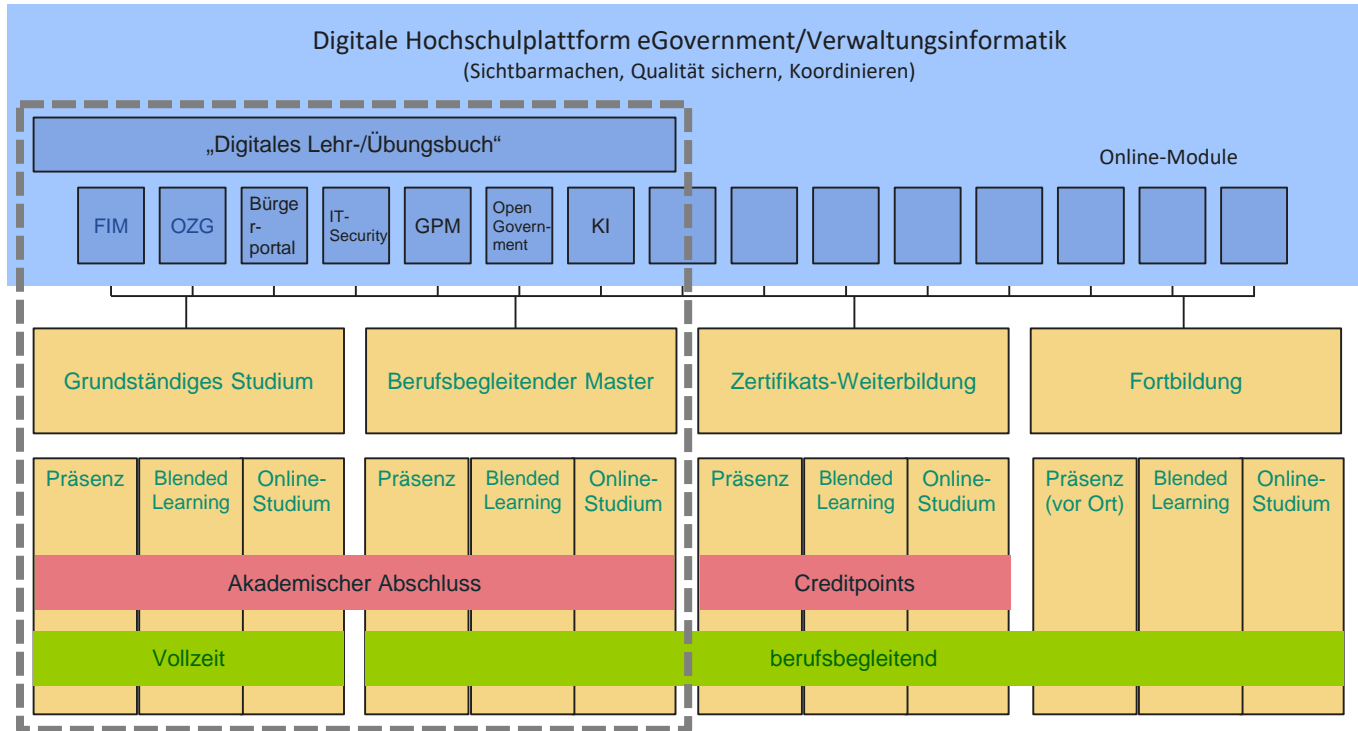 Digitale Hochschulplattform eGovernment/Verwaltungsinformatik
(Sichtbarmachen, Qualität sichern, Koordinieren)
„Digitales Lehr-/Übungsbuch“
Online-Module
FIM
OZG
Bürge
r-
portal
IT-
Security
GPM
Open
Govern-
ment
KI
Grundständiges Studium
Berufsbegleitender Master
Zertifikats-Weiterbildung
Fortbildung
Präsenz
Blended
Learning
Online-
Studium
Präsenz
Blended
Learning
Online-
Studium
Präsenz
Blended
Learning
Online-
Studium
Präsenz
(vor Ort)
Blended
Learning
Online-
Studium
Akademischer Abschluss
Creditpoints
Vollzeit
berufsbegleitend